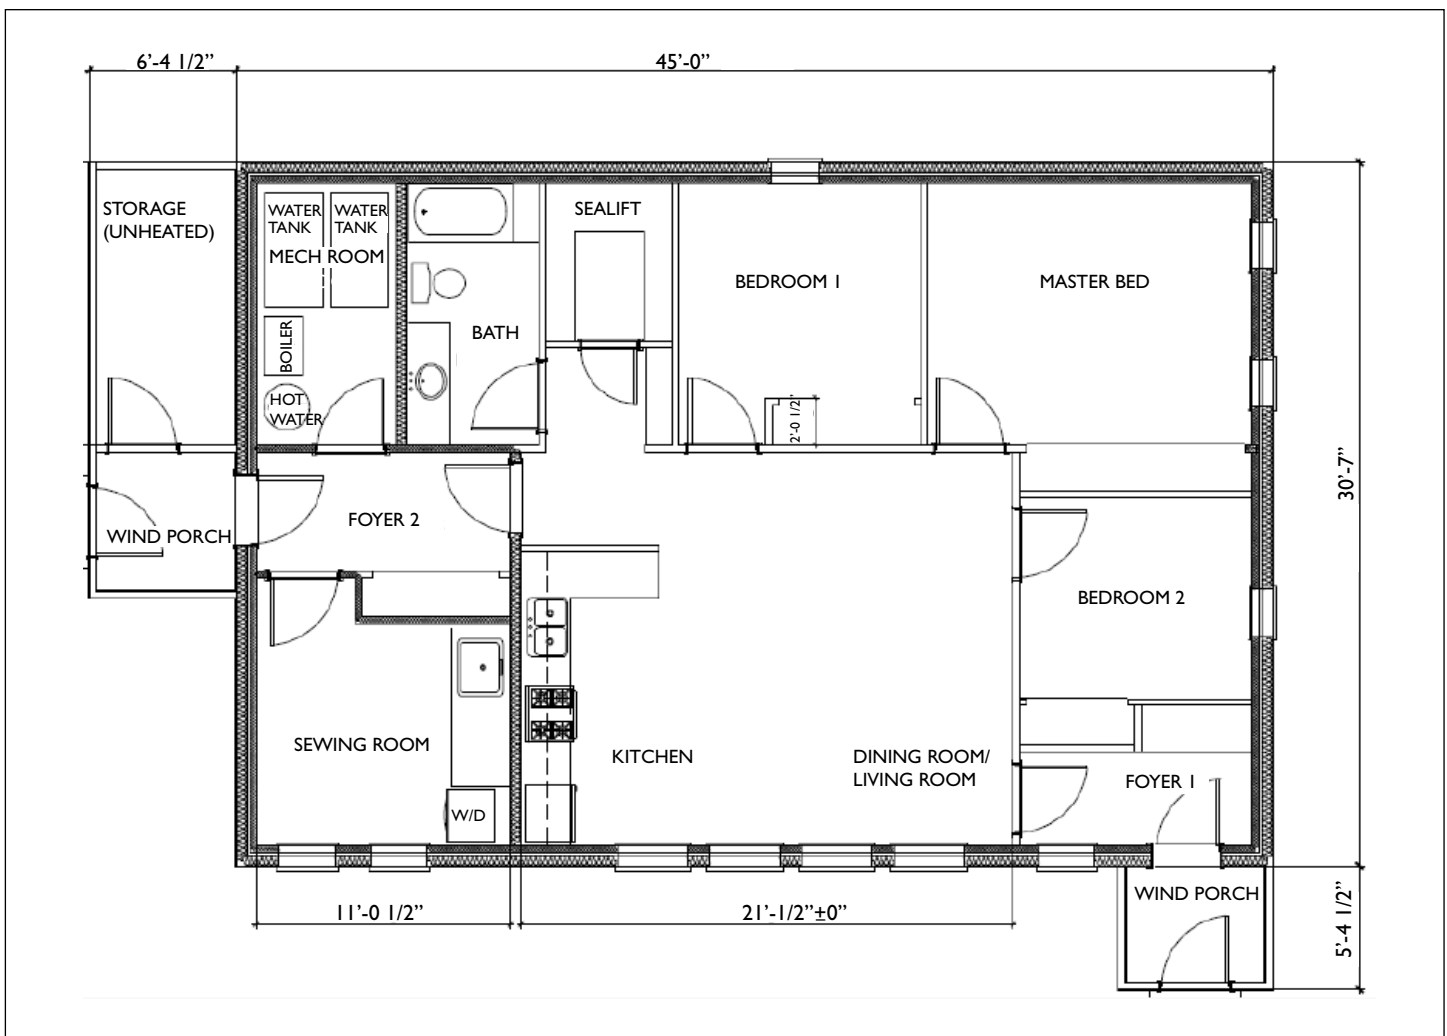 6’-4 1/2”
45’-0”
STORAGE
(UNHEATED)
WATER
TANK
WATER
TANK
MECH ROOM
SEALIFT
BEDROOM 1
MASTER BED
BATH
BOILER
HOT
WATER
2’-0 1/2”
30’-7”
WIND PORCH
FOYER 2
BEDROOM 2
SEWING ROOM
KITCHEN
DINING ROOM/
LIVING ROOM
FOYER 1
W/D
WIND PORCH
11’-0 1/2”
21’-1/2”±0”
5’-4 1/2”